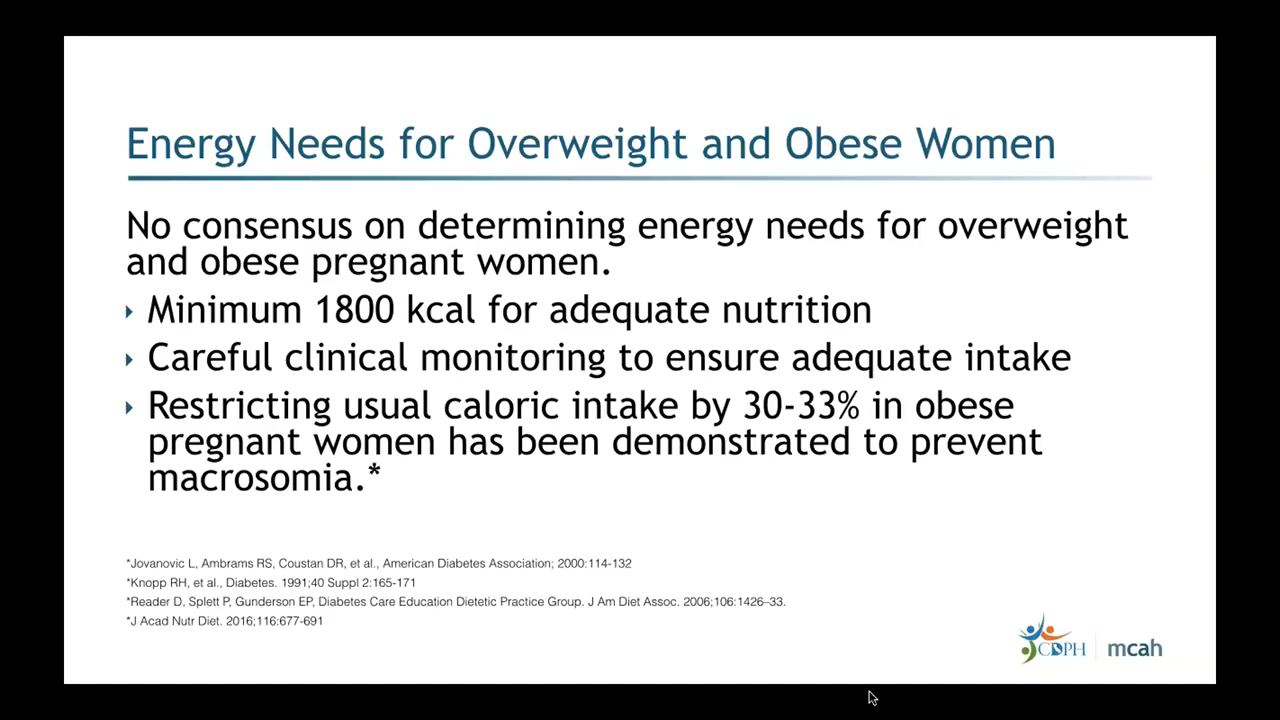 Energy Needs for Overweight and Obese Women
No consensus on determining energy needs for overweight
and obese pregnant women.
Minimum 1800 kcal for adequate nutrition
Careful clinical monitoring to ensure adequate intake
Restricting usual caloric intake by 30-33% in obese
pregnant women has been demonstrated to prevent
macrosomia.*
*Jovanovic L, Ambrams RS, Coustan DR, et al., American Diabetes Association; 2000:114-132
*Knopp RH, et al., Diabetes. 1991;40 Suppl 2:165-171
*Reader D, Splett P, Gunderson EP, Diabetes Care Education Dietetic Practice Group. J Am Diet Assoc. 2006;106:1426–33.
*J Acad Nutr Diet. 2016;116:677-691
CDPH mcah